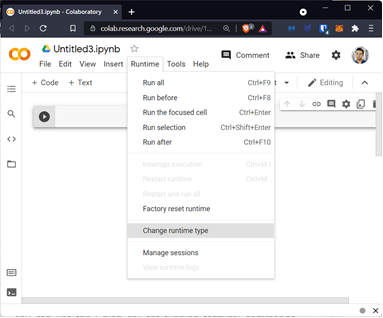 Untitled3.ipynb - Colaboratory
colab.research.google.com/drive/1...
Untitled3.ipynb
Comment
Share
File Edit View Insert Runtime Tools Help
+ Code + Text
Editing
Run all Ctrl+F9
Run before Ctrl+F8
Run the focused cell Ctrl+Enter
Run selection Ctrl+Shift+Enter
Run after Ctrl+F10
Interrupt execution Ctrl+M I
Restart runtime Ctrl+M .
Restart and run all
Factory reset runtime
Change runtime type
Manage sessions
View runtime logs